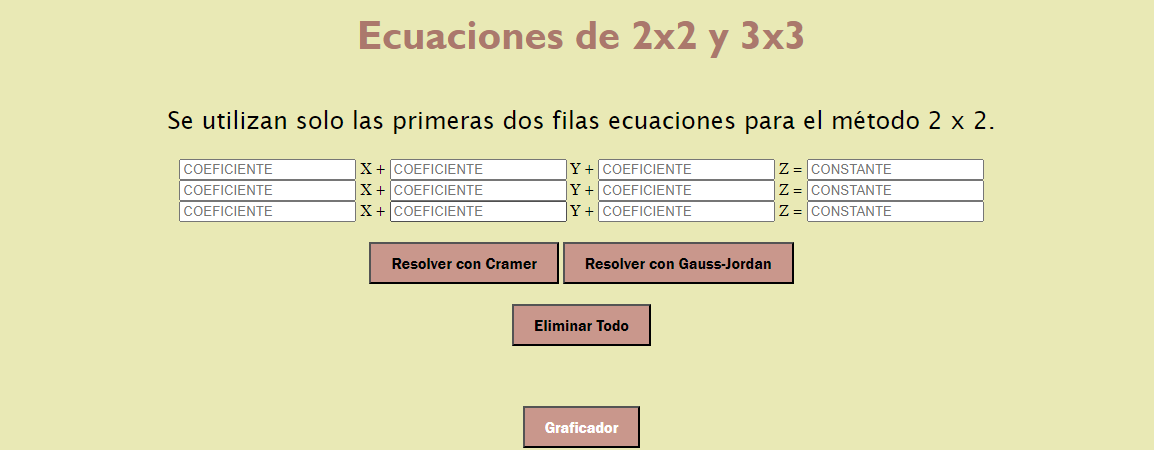 Ecuaciones de 2x2 y 3x3
Se utilizan solo las primeras dos filas ecuaciones para el método 2 x 2.
COEFICIENTE X + COEFICIENTE Y + COEFICIENTE Z = CONSTANTE
COEFICIENTE X + COEFICIENTE Y + COEFICIENTE Z = CONSTANTE
COEFICIENTE X + COEFICIENTE Y + COEFICIENTE Z = CONSTANTE
Resolver con Cramer Resolver con Gauss-Jordan
Eliminar Todo
Graficador